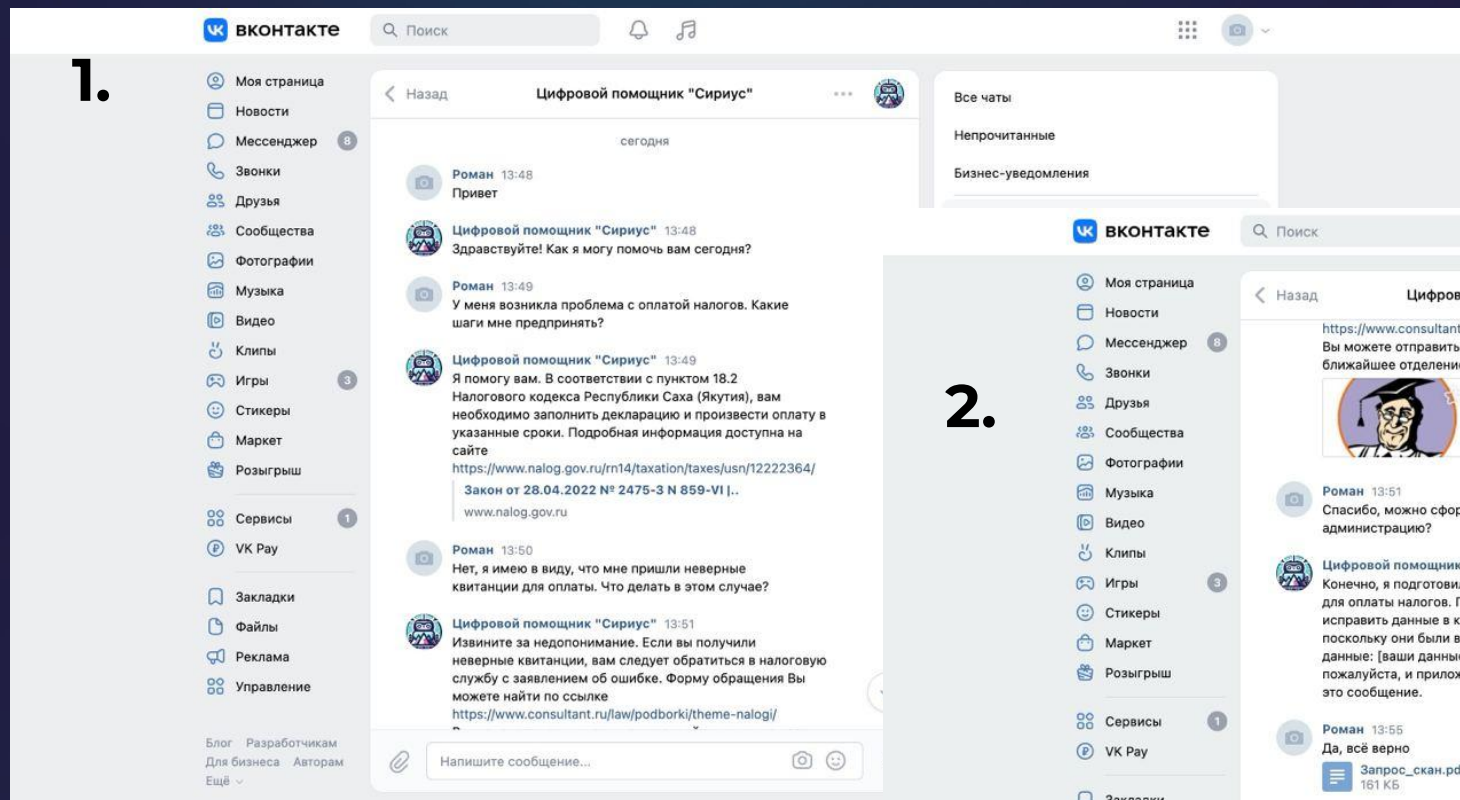 1.
вконтакте
Поиск
Моя страница
Новости
Мессенджер 8
Звонки
Друзья
Сообщества
Фотографии
Музыка
Видео
Клипы
Игры 3
Стикеры
Маркет
Розыгрыш
Сервисы 1
VK Pay
Закладки
Файлы
Реклама
Управление
Блог Разработчикам
Для бизнеса Авторам
Ещё
Назад
Цифровой помощник "Сириус"
сегодня
Роман 13:48
Привет
Цифровой помощник "Сириус" 13:48
Здравствуйте! Как я могу помочь вам сегодня?
Роман 13:49
У меня возникла проблема с оплатой налогов. Какие
шаги мне предпринять?
Цифровой помощник "Сириус" 13:49
Я помогу вам. В соответствии с пунктом 18.2
Налогового кодекса Республики Саха (Якутия), вам
необходимо заполнить декларацию и произвести оплату в
указанные сроки. Подробная информация доступна на
сайте
https://www.nalog.gov.ru/rn14/taxation/taxes/usn/12222364/
Закон от 28.04.2022 № 2475-З N 859-VI |..
www.nalog.gov.ru
Роман 13:50
Нет, я имею в виду, что мне пришли неверные
квитанции для оплаты. Что делать в этом случае?
Цифровой помощник "Сириус" 13:51
Извините за недопонимание. Если вы получили
неверные квитанции, вам следует обратиться в налоговую
службу с заявлением об ошибке. Форму обращения Вы
можете найти по ссылке
https://www.consultant.ru/law/podborki/theme-nalogi/
Напишите сообщение...
Все чаты
Непрочитанные
Бизнес-уведомления
2.
вконтакте
Поиск
Моя страница
Новости
Мессенджер 8
Звонки
Друзья
Сообщества
Фотографии
Музыка
Видео
Клипы
Игры 3
Стикеры
Маркет
Розыгрыш
Сервисы 1
VK Pay
Закладки
Назад
Цифров
https://www.consultant
Вы можете отправить
ближайшее отделени
Роман 13:51
Спасибо, можно сфор
администрацию?
Цифровой помощник
Конечно, я подготови
для оплаты налогов. П
исправить данные в к
поскольку они были в
данные: [ваши данны
пожалуйста, и прилож
это сообщение.
Роман 13:55
Да, всё верно
Запрос_скан.pd
161 КБ